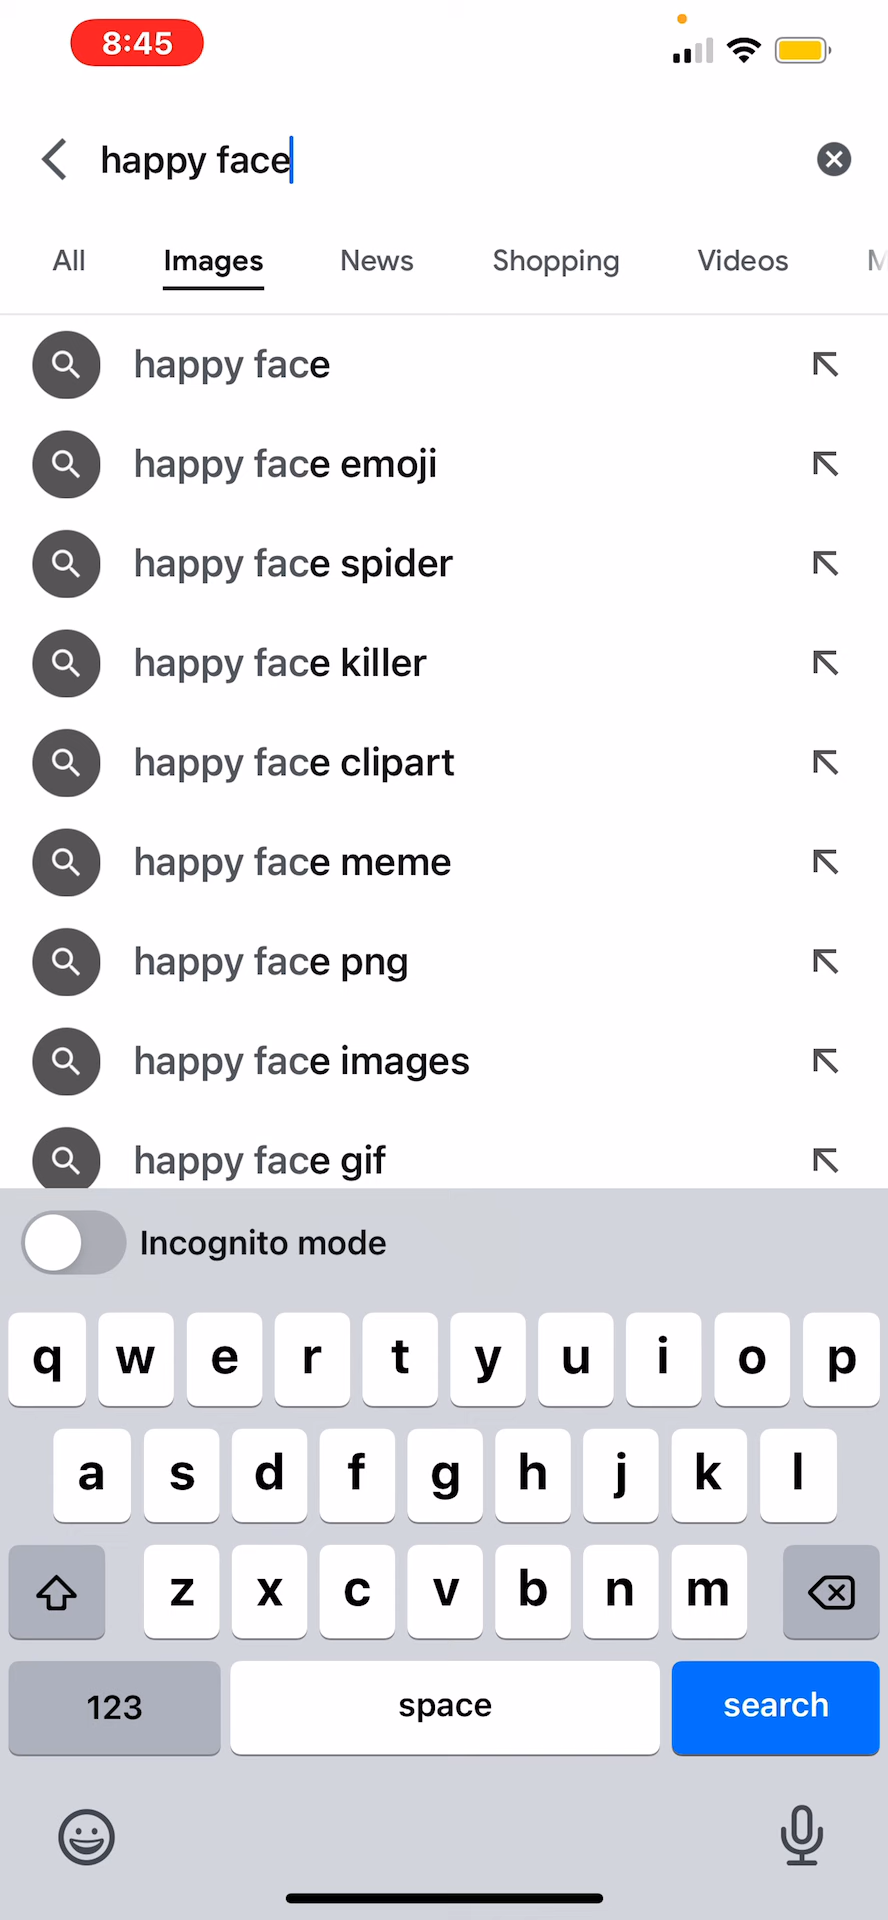 8:45
happy face
All Images News Shopping Videos
happy face
happy face emoji
happy face spider
happy face killer
happy face clipart
happy face meme
happy face png
happy face images
happy face gif
Incognito mode
q w e r t y u i o p
a s d f g h j k l
z x c v b n m
123 space search